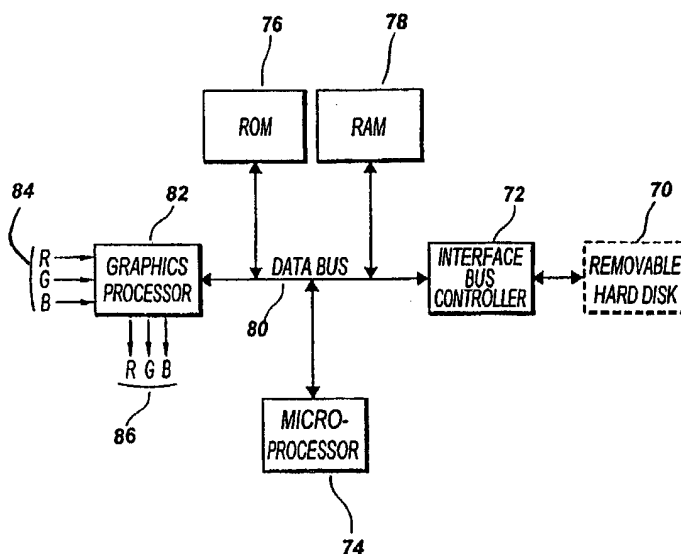 76
78
ROM
RAM
84
82
72
70
R
G
B
GRAPHICS
PROCESSOR
DATA BUS
80
INTERFACE
BUS
CONTROLLER
REMOVABLE
HARD DISK
R G B
86
MICRO-
PROCESSOR
74